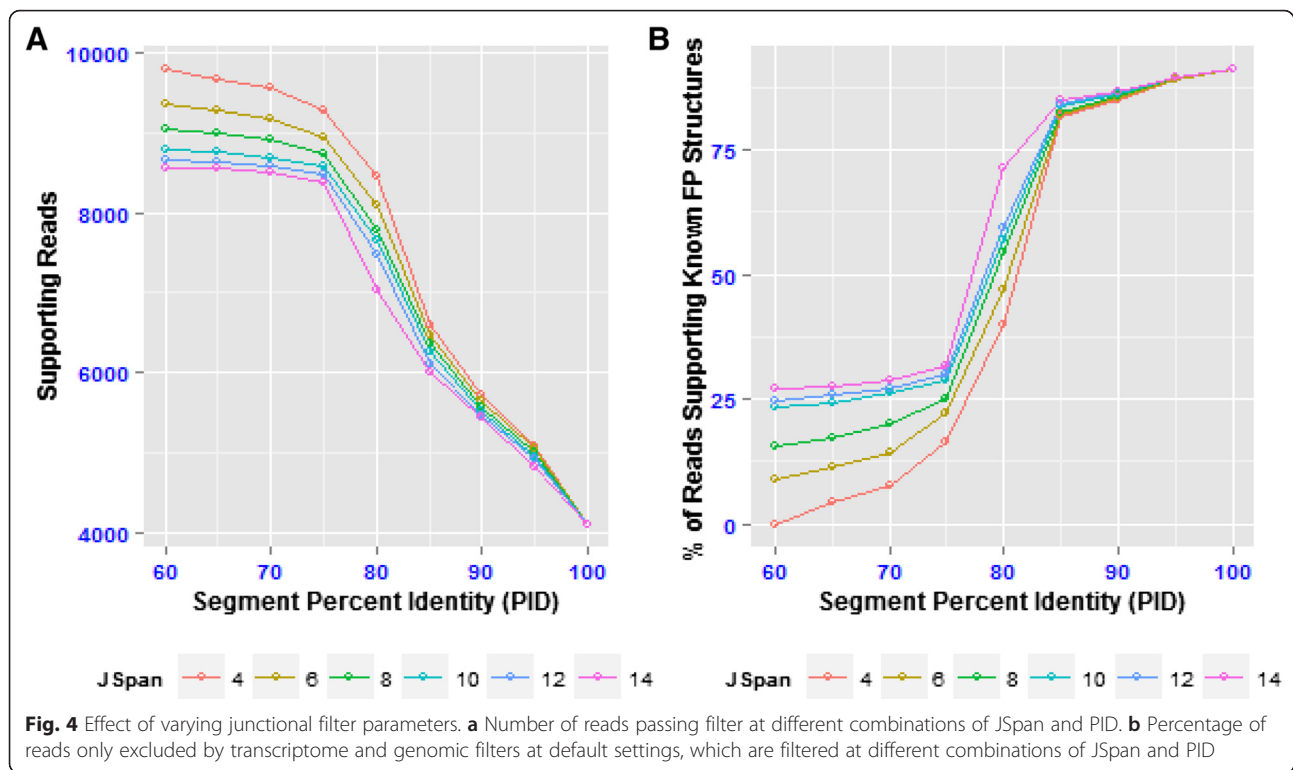 A
10000
8000
6000
4000
Supporting Reads
60 70 80 90 100
Segment Percent Identity (PID)
JSpan 4 6 8 10 12 14
B
% of Reads Supporting Known FP Structures
75
50
25
0
60 70 80 90 100
Segment Percent Identity (PID)
JSpan 4 6 8 10 12 14
Fig. 4 Effect of varying junctional filter parameters. a Number of reads passing filter at different combinations of JSpan and PID. b Percentage of
reads only excluded by transcriptome and genomic filters at default settings, which are filtered at different combinations of JSpan and PID